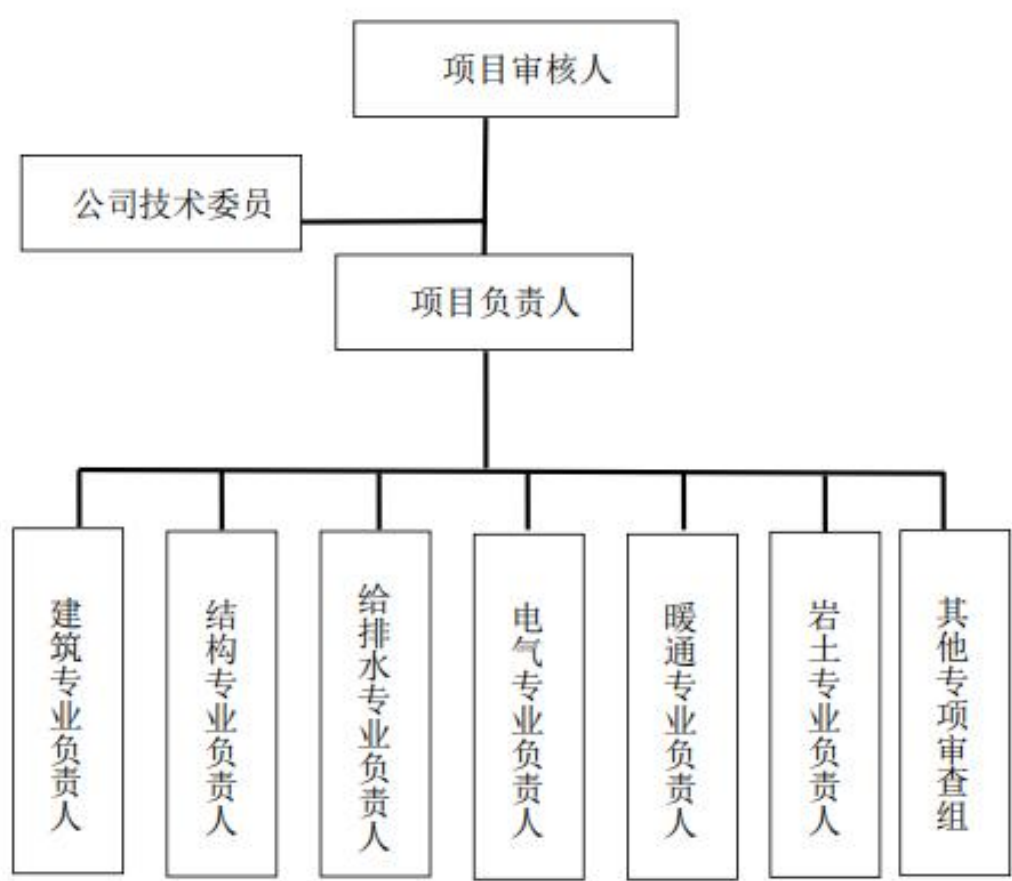 项目审核人
公司技术委员
项目负责人
建筑专业负责人
结构专业负责人
给排水专业负责人
电气专业负责人
暖通专业负责人
岩土专业负责人
其他专项审查组